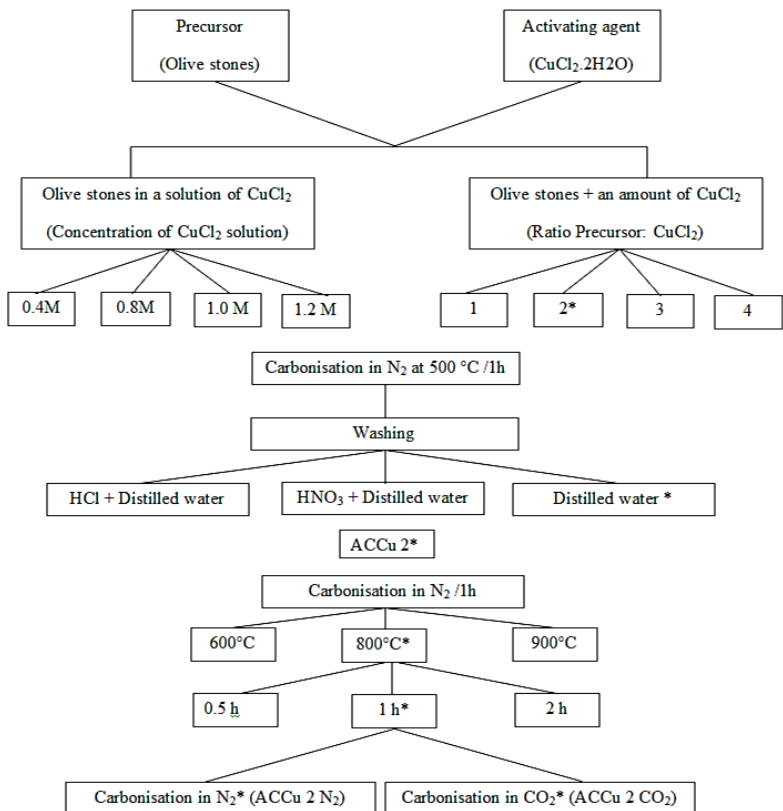 Precursor
(Olive stones)
Activating agent
(CuCl₂.2H2O)
Olive stones in a solution of CuCl₂
(Concentration of CuCl₂ solution)
Olive stones + an amount of CuCl₂
(Ratio Precursor: CuCl₂)
0.4M
0.8M
1.0 M
1.2 M
1
2*
3
4
Carbonisation in N₂ at 500 °C /1h
Washing
HCl + Distilled water
HNO₃ + Distilled water
Distilled water *
ACCu 2*
Carbonisation in N₂ /1h
600°C
800°C*
900°C
0.5 h
1 h*
2 h
Carbonisation in N₂* (ACCu 2 N₂)
Carbonisation in CO₂* (ACCu 2 CO₂)